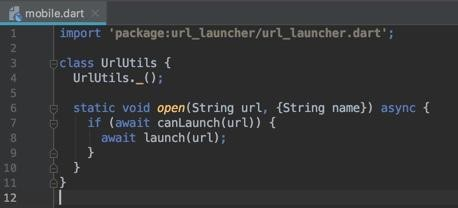 mobile.dart
1 import 'package:url_launcher/url_launcher.dart';
2
3 class UrlUtils {
4   UrlUtils._();
5
6   static void open(String url, {String name}) async {
7     if (await canLaunch(url)) {
8       await launch(url);
9     }
10   }
11 }
12